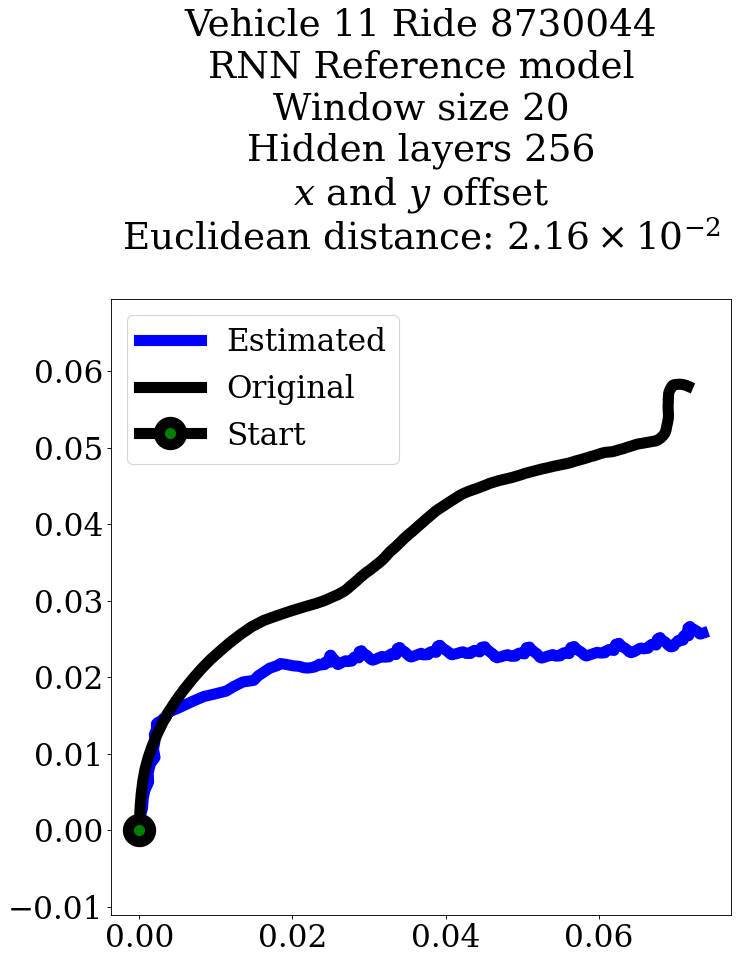 Vehicle 11 Ride 8730044
RNN Reference model
Window size 20
Hidden layers 256
x and y offset
Euclidean distance: 2.16 × 10⁻²
Estimated
Original
Start
0.06
0.05
0.04
0.03
0.02
0.01
0.00
−0.01
0.00 0.02 0.04 0.06